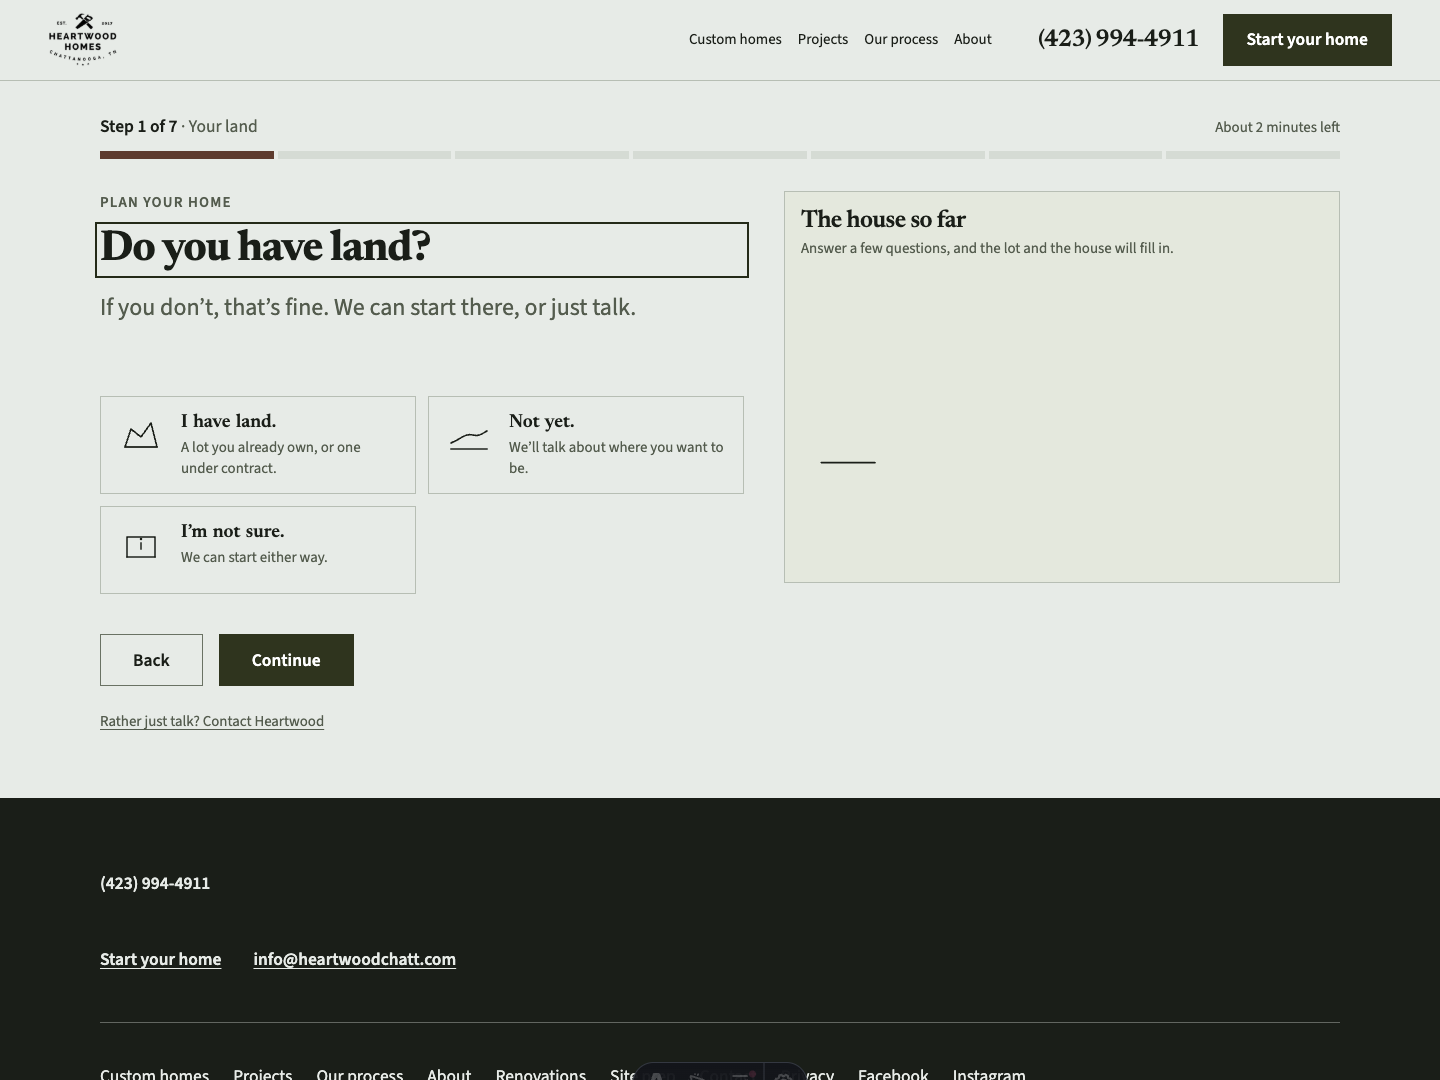 EST. 2017
HEARTWOOD
HOMES
CHATTANOOGA, TN
Custom homes Projects Our process About (423) 994-4911 Start your home
Step 1 of 7 · Your land
About 2 minutes left
PLAN YOUR HOME
Do you have land?
If you don’t, that’s fine. We can start there, or just talk.
I have land.
A lot you already own, or one
under contract.
Not yet.
We’ll talk about where you want to
be.
I’m not sure.
We can start either way.
Back Continue
Rather just talk? Contact Heartwood
The house so far
Answer a few questions, and the lot and the house will fill in.
(423) 994-4911
Start your home info@heartwoodchatt.com
Custom homes Projects Our process About Renovations Facebook Instagram